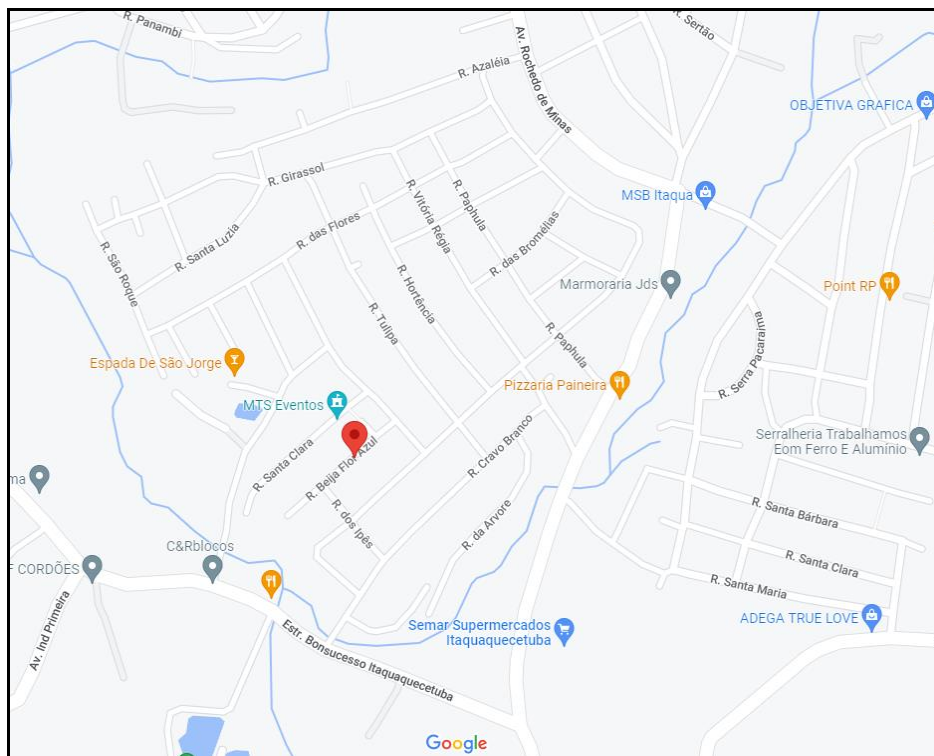 R. Panambi
R. Sertão
Av. Rochedo de Minas
R. Azaléia
OBJETIVA GRAFICA
R. Girassol
R. Vitória Régia
R. Paphula
MSB Itaqua
R. das Flores
R. Santa Luzia
R. São Roque
R. das Bromélias
Marmoraria Jds
Point RP
R. Hortência
R. Tulipa
R. Paphula
R. Serra Pacaraima
Espada De São Jorge
Pizzaria Paineira
MTS Eventos
R. Santa Clara
R. Beija Flor Azul
R. Cravo Branco
Serralheria Trabalhamos
Eom Ferro E Alumínio
ma
R. dos Ipês
R. da Arvore
R. Santa Bárbara
C&Rblocos
F CORDÕES
R. Santa Clara
R. Santa Maria
Av. Ind Primeira
Estr. Bonsucesso Itaquaquecetuba
Semar Supermercados
Itaquaquecetuba
ADEGA TRUE LOVE
Google